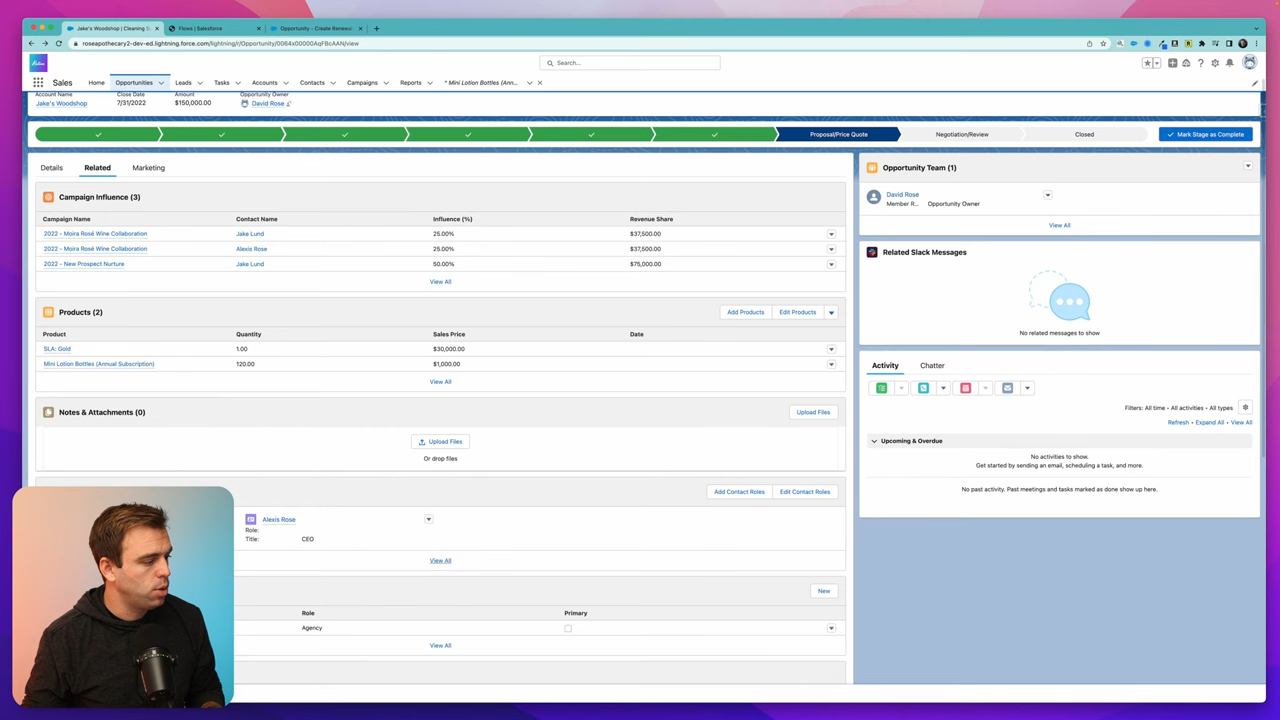 Jake's Woodshop | Cleaning S
Flows | Salesforce
Opportunity - Create Renewal
roseapothecary2-dev-ed.lightning.force.com/lightning/r/Opportunity/0064x00000AqF8cAAN/view
Search...
Sales
Home
Opportunities
Leads
Tasks
Accounts
Contacts
Campaigns
Reports
* Mini Lotion Bottles (Ann...
Account Name
Close Date
Amount
Opportunity Owner
Jake's Woodshop
7/31/2022
$150,000.00
David Rose
Proposal/Price Quote
Negotiation/Review
Closed
Mark Stage as Complete
Details
Related
Marketing
Campaign Influence (3)
Campaign Name
Contact Name
Influence (%)
Revenue Share
2022 - Moira Rosé Wine Collaboration
Jake Lund
25.00%
$37,500.00
2022 - Moira Rosé Wine Collaboration
Alexis Rose
25.00%
$37,500.00
2022 - New Prospect Nurture
Jake Lund
50.00%
$75,000.00
View All
Products (2)
Add Products
Edit Products
Product
Quantity
Sales Price
Date
SLA: Gold
1.00
$30,000.00
Mini Lotion Bottles (Annual Subscription)
120.00
$1,000.00
View All
Notes & Attachments (0)
Upload Files
Upload Files
Or drop files
Add Contact Roles
Edit Contact Roles
Alexis Rose
Role:
Title:
CEO
View All
New
Role
Primary
Agency
View All
Opportunity Team (1)
David Rose
Member R...
Opportunity Owner
View All
Related Slack Messages
No related messages to show
Activity
Chatter
Filters: All time • All activities • All types
Refresh • Expand All • View All
Upcoming & Overdue
No activities to show.
Get started by sending an email, scheduling a task, and more.
No past activity. Past meetings and tasks marked as done show up here.